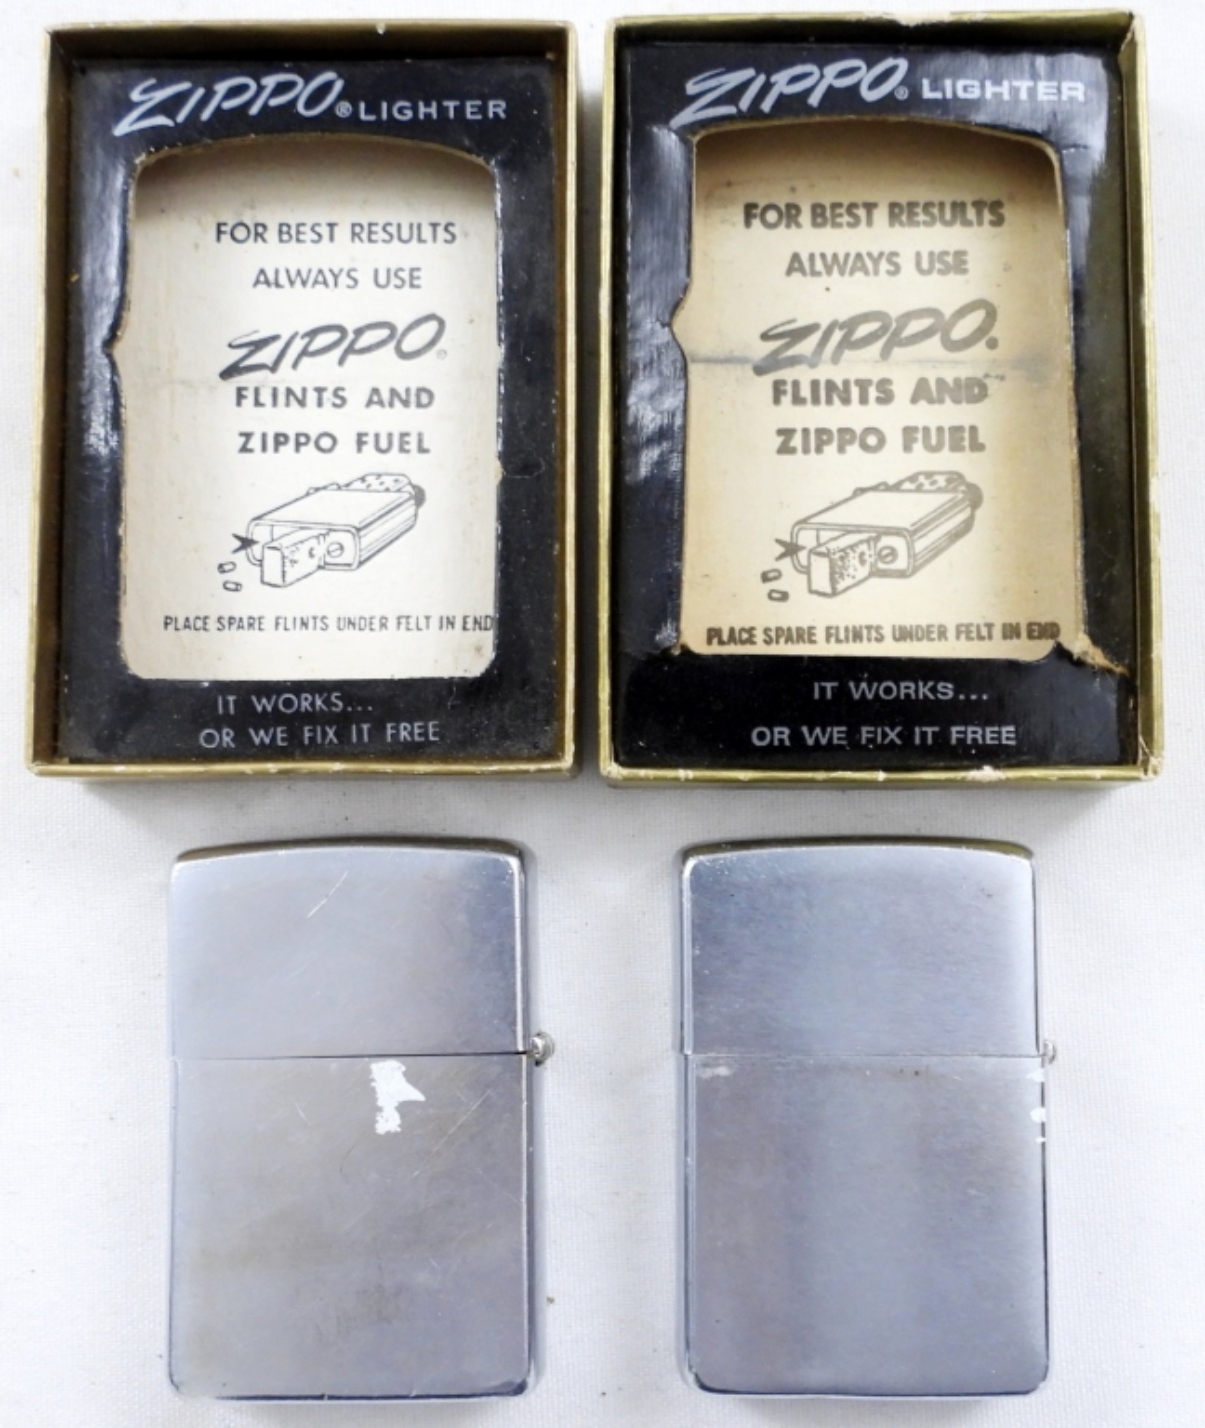 ZIPPO® LIGHTER
FOR BEST RESULTS
ALWAYS USE
ZIPPO®
FLINTS AND
ZIPPO FUEL
PLACE SPARE FLINTS UNDER FELT IN END
IT WORKS...
OR WE FIX IT FREE
ZIPPO® LIGHTER
FOR BEST RESULTS
ALWAYS USE
ZIPPO®
FLINTS AND
ZIPPO FUEL
PLACE SPARE FLINTS UNDER FELT IN END
IT WORKS...
OR WE FIX IT FREE